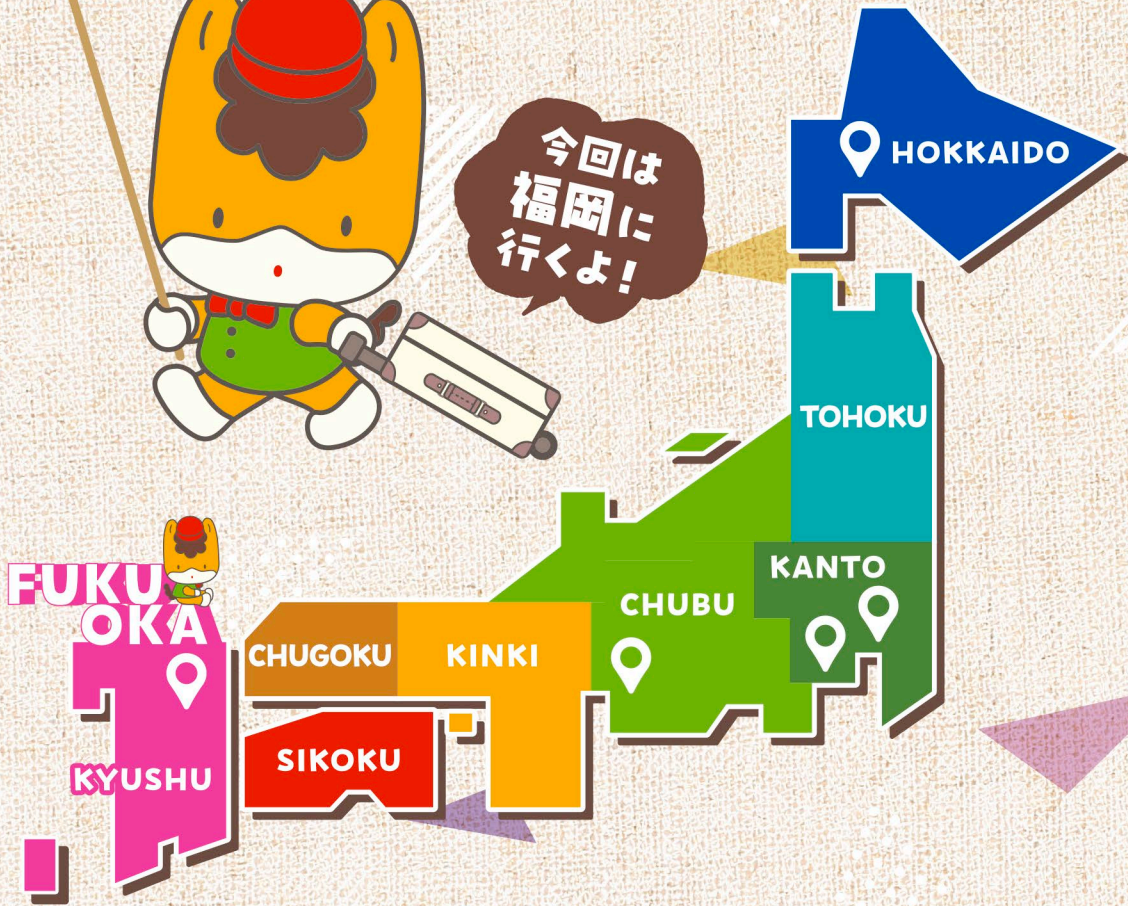 今回は
福岡に
行くよ！
HOKKAIDO
TOHOKU
KANTO
CHUBU
FUKU
OKA
CHUGOKU
KINKI
SIKOKU
KYUSHU